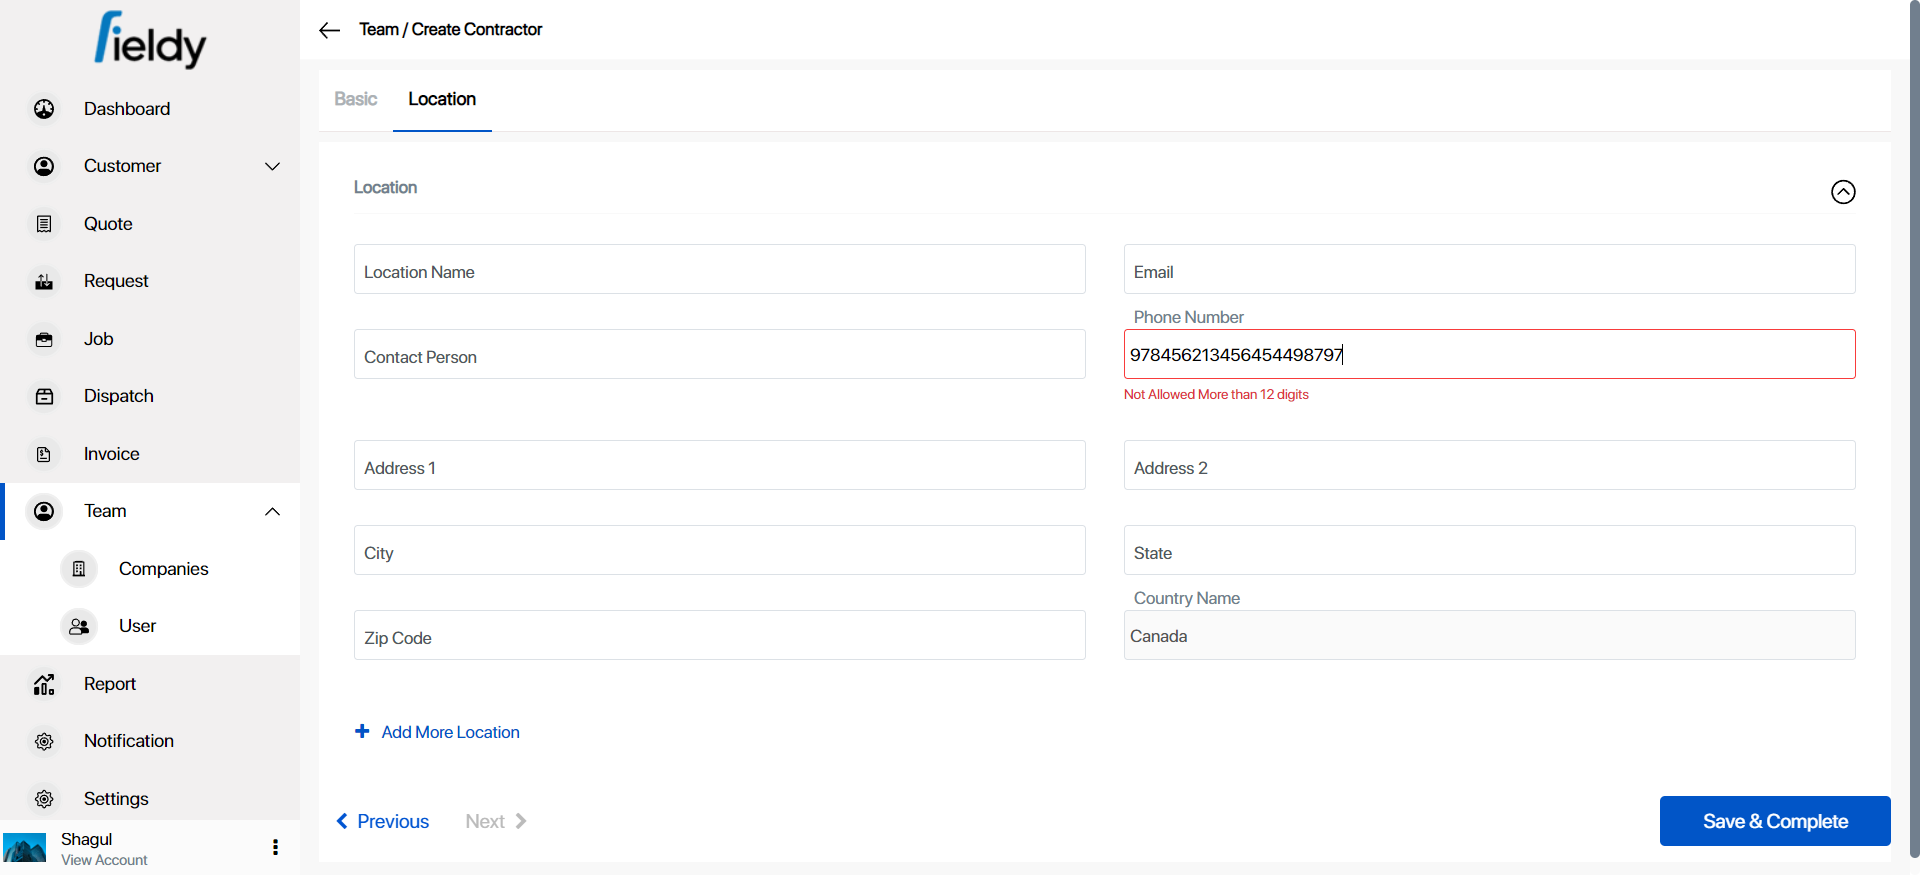 fieldy
Dashboard
Customer
Quote
Request
Job
Dispatch
Invoice
Team
Companies
User
Report
Notification
Settings
Shagul
View Account
Team / Create Contractor
Basic Location
Location
Location Name Email
Phone Number
Contact Person 978456213456454498797
Not Allowed More than 12 digits
Address 1 Address 2
City State
Country Name
Zip Code Canada
Add More Location
Previous Next Save & Complete